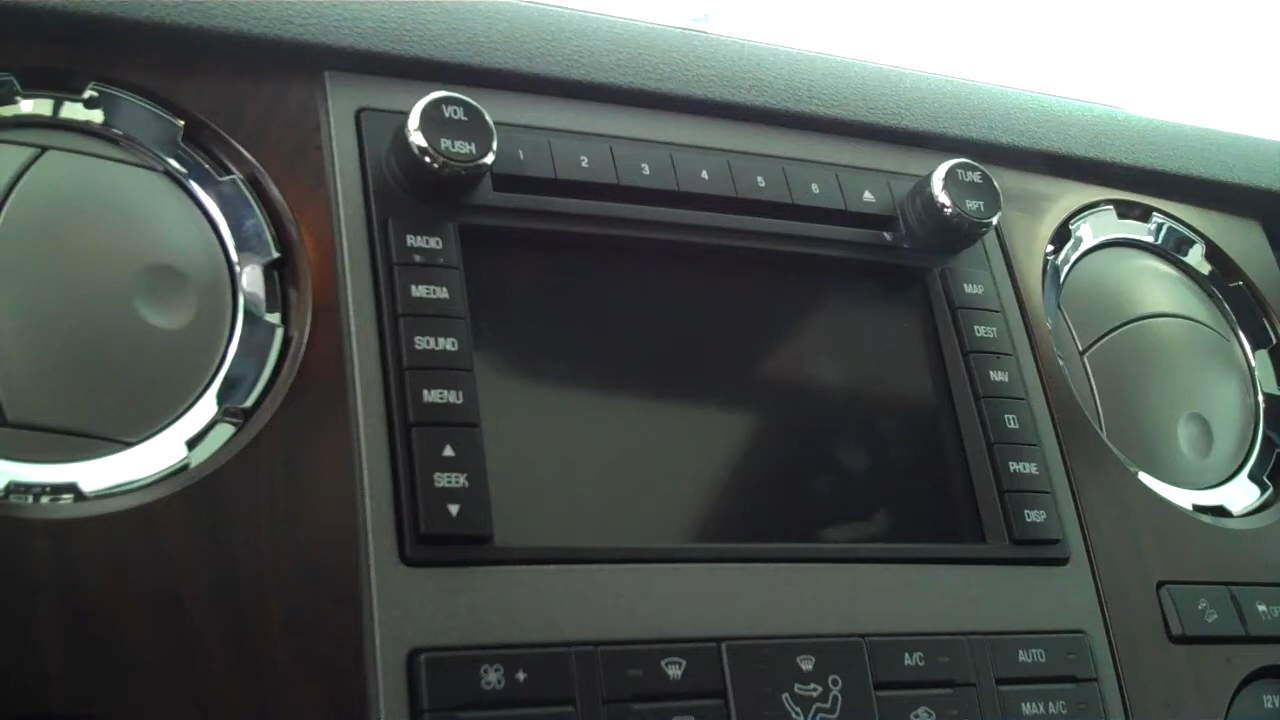 VOL
PUSH
1 2 3 4 5 6
TUNE
RPT
RADIO
MEDIA
SOUND
MENU
SEEK
MAP
DEST
NAV
PHONE
DISP
A/C
AUTO
MAX A/C
12V